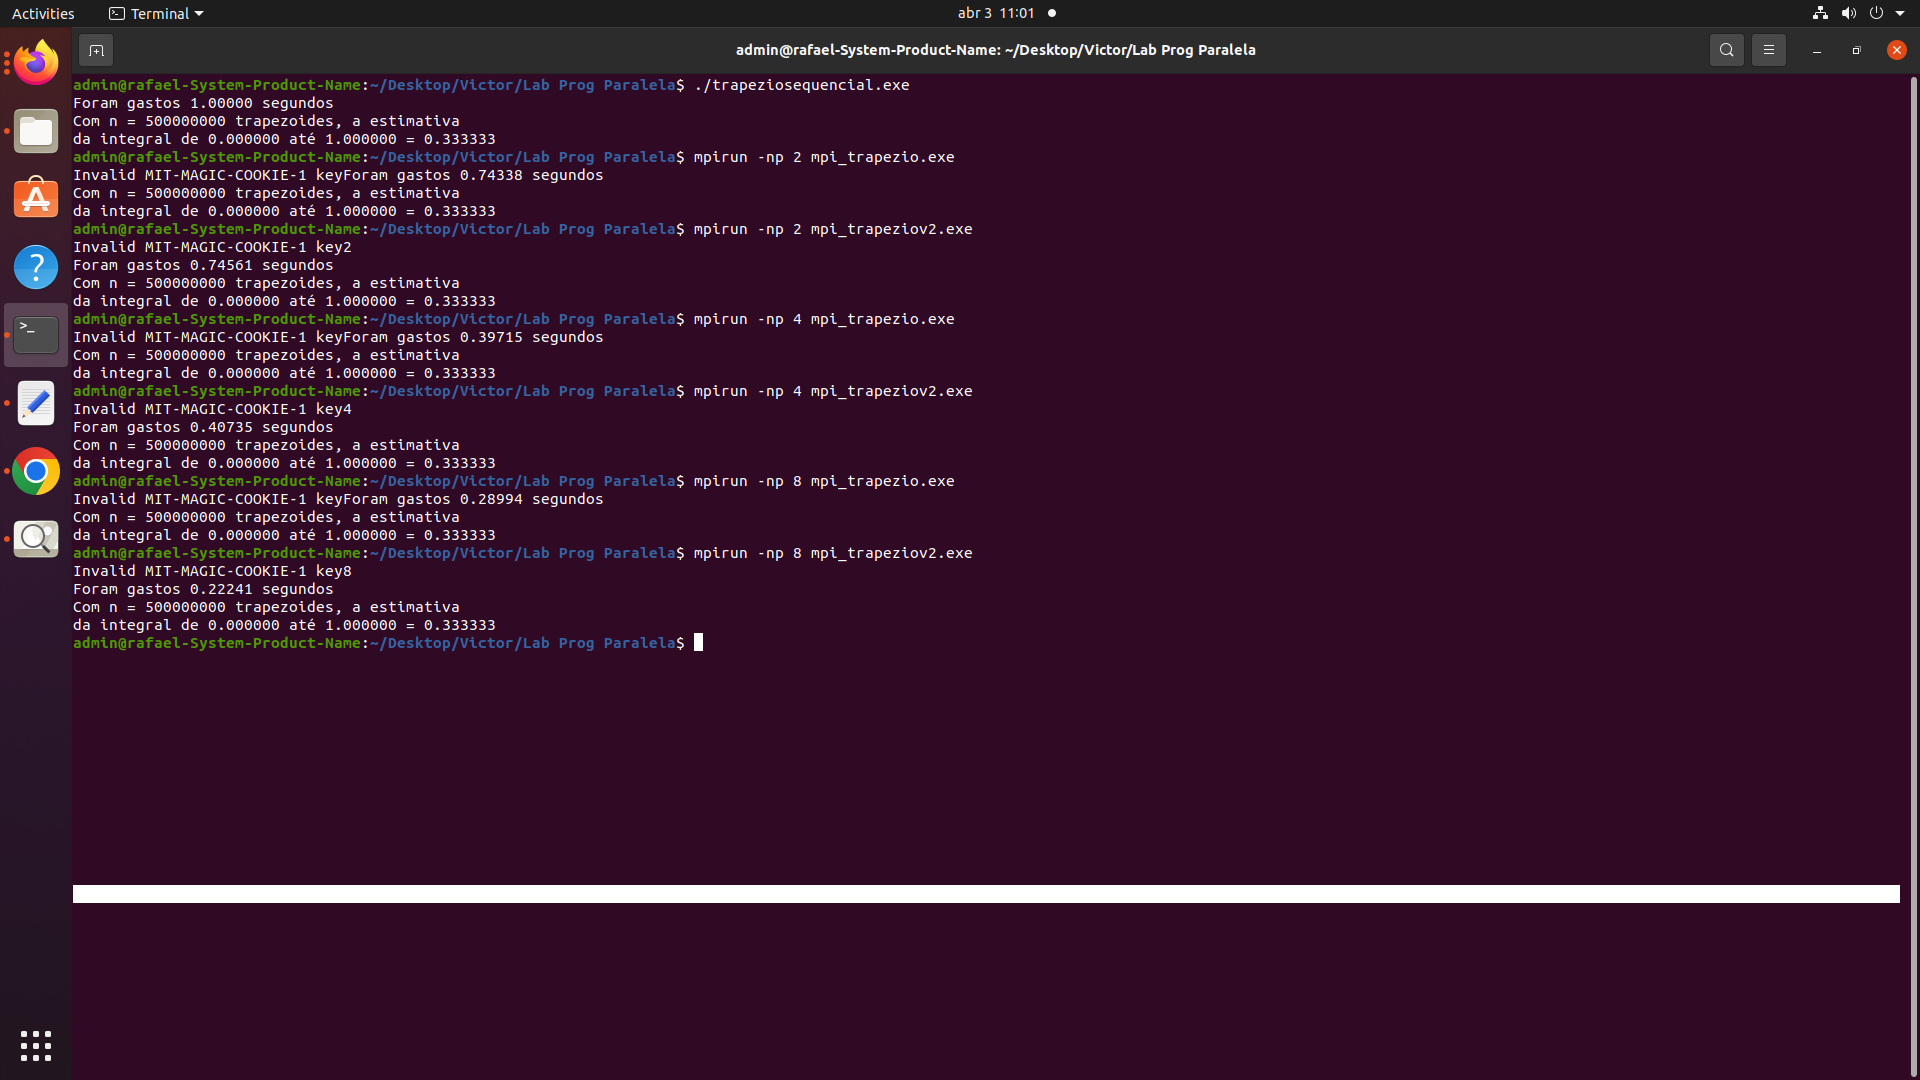 Activities
Terminal
abr 3 11:01
admin@rafael-System-Product-Name: ~/Desktop/Victor/Lab Prog Paralela
admin@rafael-System-Product-Name:~/Desktop/Victor/Lab Prog Paralela$ ./trapeziosequencial.exe
Foram gastos 1.00000 segundos
Com n = 500000000 trapezoides, a estimativa
da integral de 0.000000 até 1.000000 = 0.333333
admin@rafael-System-Product-Name:~/Desktop/Victor/Lab Prog Paralela$ mpirun -np 2 mpi_trapezio.exe
Invalid MIT-MAGIC-COOKIE-1 keyForam gastos 0.74338 segundos
Com n = 500000000 trapezoides, a estimativa
da integral de 0.000000 até 1.000000 = 0.333333
admin@rafael-System-Product-Name:~/Desktop/Victor/Lab Prog Paralela$ mpirun -np 2 mpi_trapeziov2.exe
Invalid MIT-MAGIC-COOKIE-1 key2
Foram gastos 0.74561 segundos
Com n = 500000000 trapezoides, a estimativa
da integral de 0.000000 até 1.000000 = 0.333333
admin@rafael-System-Product-Name:~/Desktop/Victor/Lab Prog Paralela$ mpirun -np 4 mpi_trapezio.exe
Invalid MIT-MAGIC-COOKIE-1 keyForam gastos 0.39715 segundos
Com n = 500000000 trapezoides, a estimativa
da integral de 0.000000 até 1.000000 = 0.333333
admin@rafael-System-Product-Name:~/Desktop/Victor/Lab Prog Paralela$ mpirun -np 4 mpi_trapeziov2.exe
Invalid MIT-MAGIC-COOKIE-1 key4
Foram gastos 0.40735 segundos
Com n = 500000000 trapezoides, a estimativa
da integral de 0.000000 até 1.000000 = 0.333333
admin@rafael-System-Product-Name:~/Desktop/Victor/Lab Prog Paralela$ mpirun -np 8 mpi_trapezio.exe
Invalid MIT-MAGIC-COOKIE-1 keyForam gastos 0.28994 segundos
Com n = 500000000 trapezoides, a estimativa
da integral de 0.000000 até 1.000000 = 0.333333
admin@rafael-System-Product-Name:~/Desktop/Victor/Lab Prog Paralela$ mpirun -np 8 mpi_trapeziov2.exe
Invalid MIT-MAGIC-COOKIE-1 key8
Foram gastos 0.22241 segundos
Com n = 500000000 trapezoides, a estimativa
da integral de 0.000000 até 1.000000 = 0.333333
admin@rafael-System-Product-Name:~/Desktop/Victor/Lab Prog Paralela$